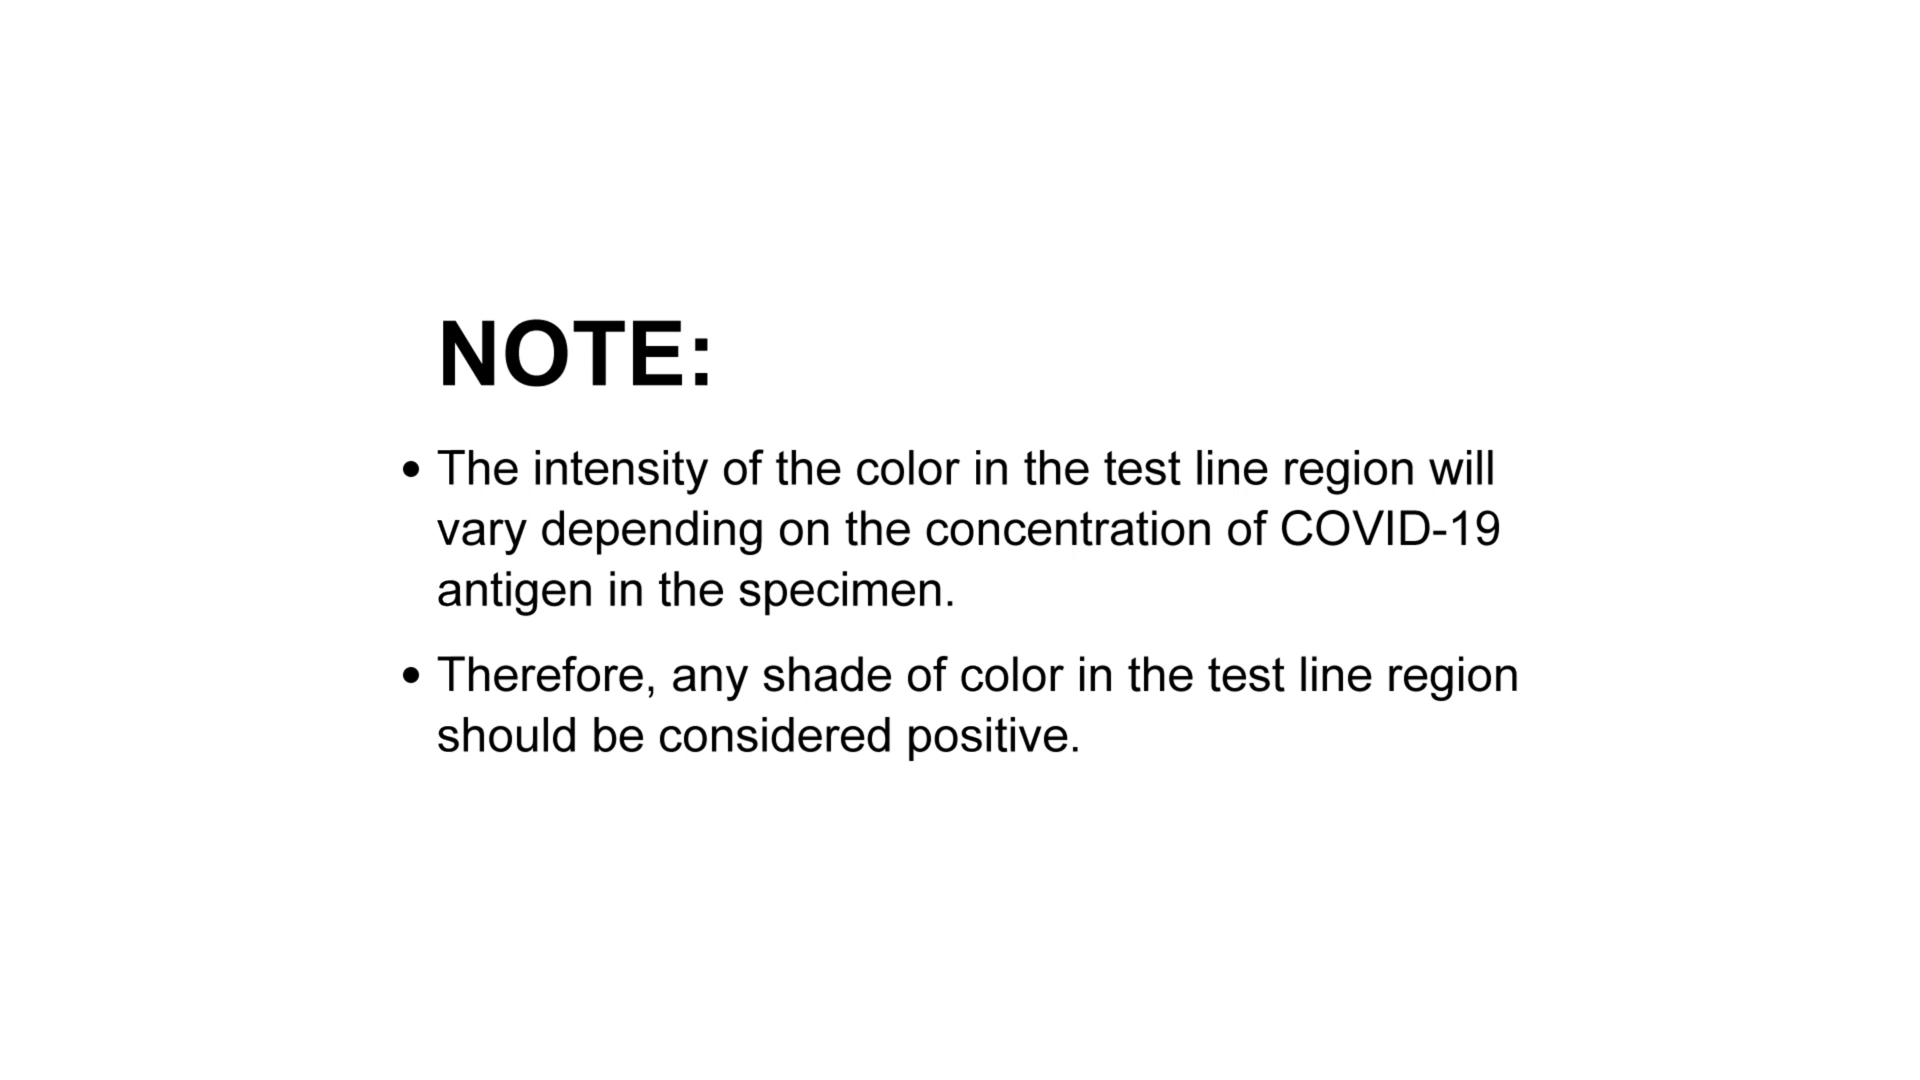 NOTE:
• The intensity of the color in the test line region will
vary depending on the concentration of COVID-19
antigen in the specimen.
• Therefore, any shade of color in the test line region
should be considered positive.